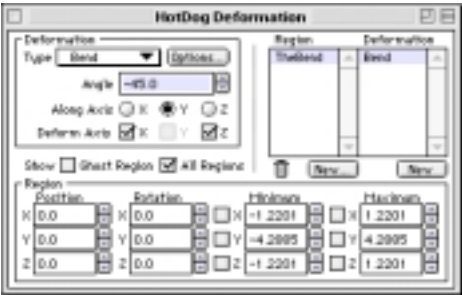 HotDog Deformation
Deformation
Type Bend Options...
Angle -45.0
Along Axis X Y Z
Deform Axis X Y Z
Show Ghost Region All Regions
Region Deformation
TheBend Bend
New... New...
Region
Position Rotation Minimum Maximum
X 0.0 X 0.0 X -1.2201 X 1.2201
Y 0.0 Y 0.0 Y -4.2885 Y 4.2885
Z 0.0 Z 0.0 Z -1.2201 Z 1.2201